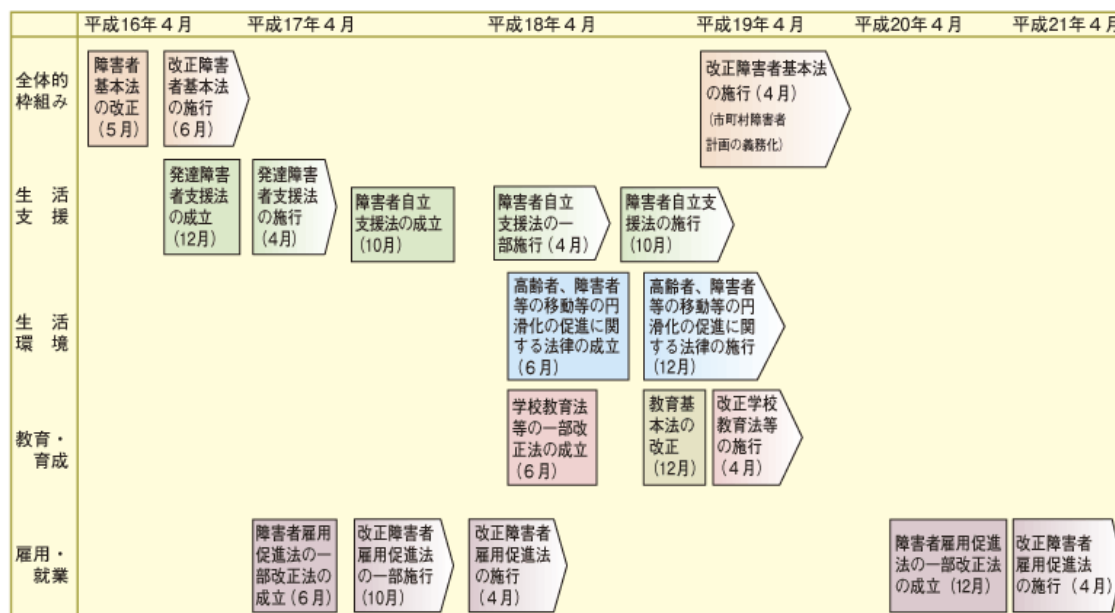 平成16年４月
平成17年４月
平成18年４月
平成19年４月
平成20年４月
平成21年４月
全体的
枠組み
障害者
基本法
の改正
（５月）
改正障害
者基本法
の施行
（６月）
改正障害者基本法
の施行（４月）
（市町村障害者
計画の義務化）
生　活
支　援
発達障害
者支援法
の成立
（12月）
発達障害
者支援法
の施行
（４月）
障害者自立
支援法の成立
（10月）
障害者自立
支援法の一
部施行（４月）
障害者自立支
援法の施行
（10月）
生　活
環　境
高齢者、障害者
等の移動等の円
滑化の促進に関
する法律の成立
（６月）
高齢者、障害者
等の移動等の円
滑化の促進に関
する法律の施行
（12月）
教育・
育成
学校教育法
等の一部改
正法の成立
（６月）
教育基
本法の
改正
（12月）
改正学校
教育法等
の施行
（４月）
雇用・
就業
障害者雇用
促進法の一
部改正法の
成立（６月）
改正障害者
雇用促進法
の一部施行
（10月）
改正障害者
雇用促進法
の施行
（４月）
障害者雇用促進
法の一部改正法
の成立（12月）
改正障害者
雇用促進法
の施行（４月）